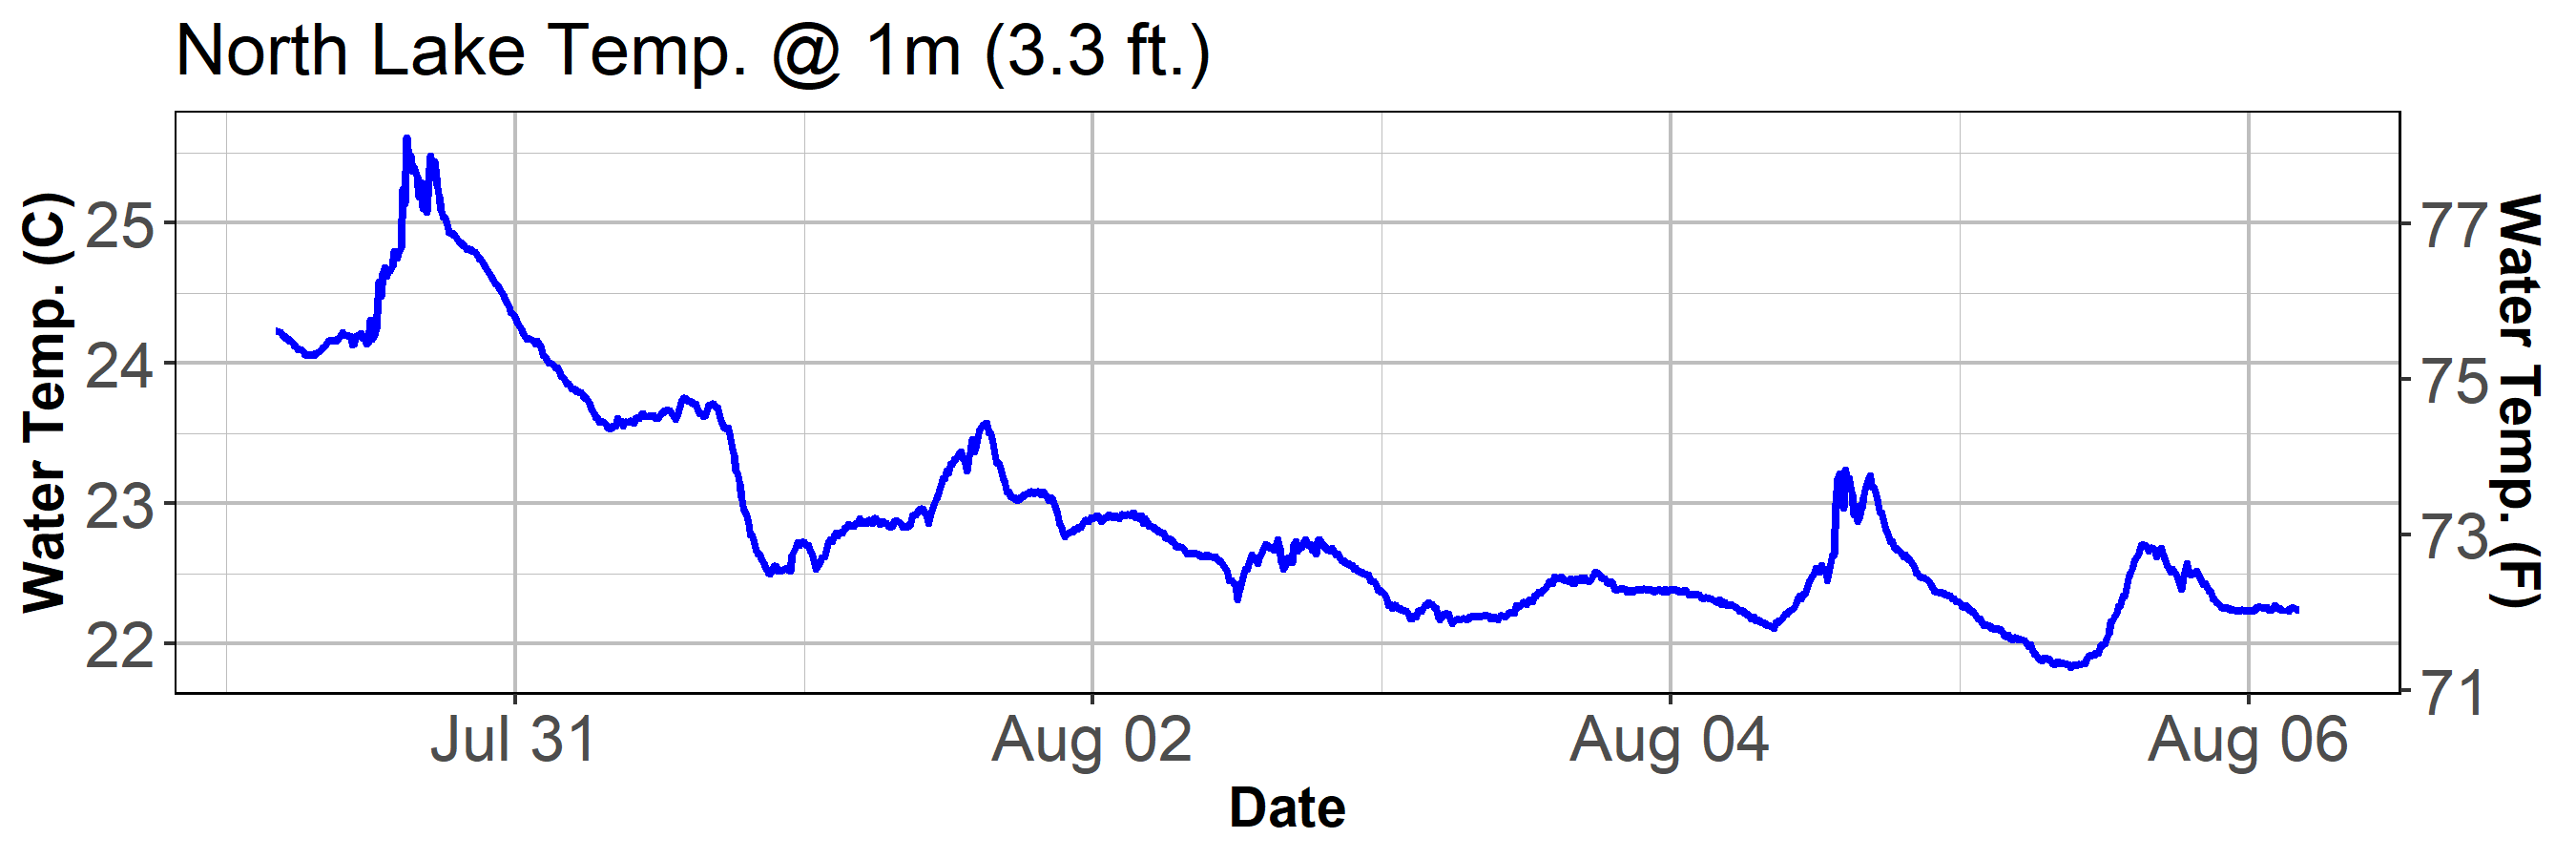 North Lake Temp. @ 1m (3.3 ft.)
Water Temp. (C)
25
24
23
22
77
75
73
71
Water Temp. (F)
Jul 31 Aug 02 Aug 04 Aug 06
Date